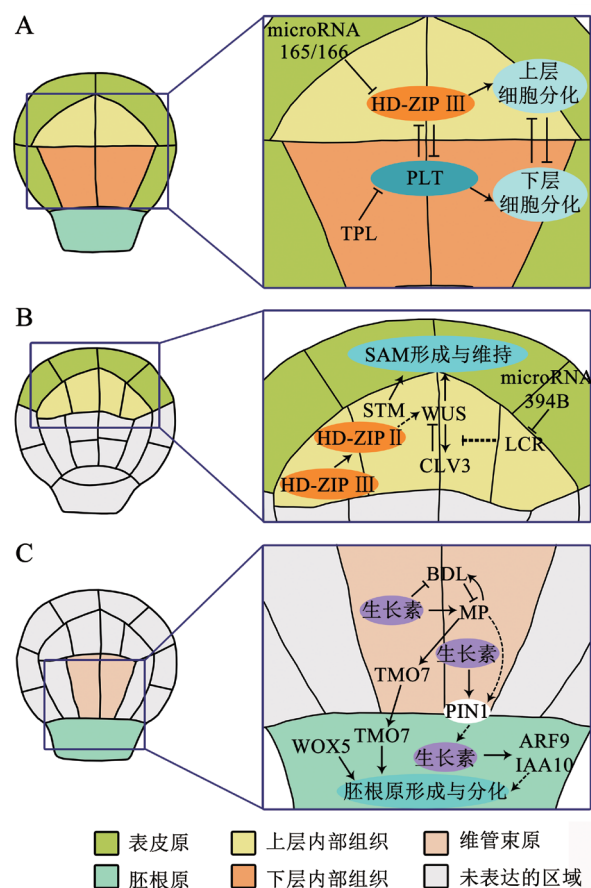 A
microRNA
165/166
HD-ZIP Ⅲ
上层
细胞分化
PLT
下层
细胞分化
TPL
B
SAM形成与维持
microRNA
394B
STM
WUS
HD-ZIP Ⅱ
LCR
CLV3
HD-ZIP Ⅲ
C
BDL
生长素
MP
生长素
TMO7
PIN1
WOX5
TMO7
生长素
ARF9
IAA10
胚根原形成与分化
表皮原
上层内部组织
维管束原
胚根原
下层内部组织
未表达的区域